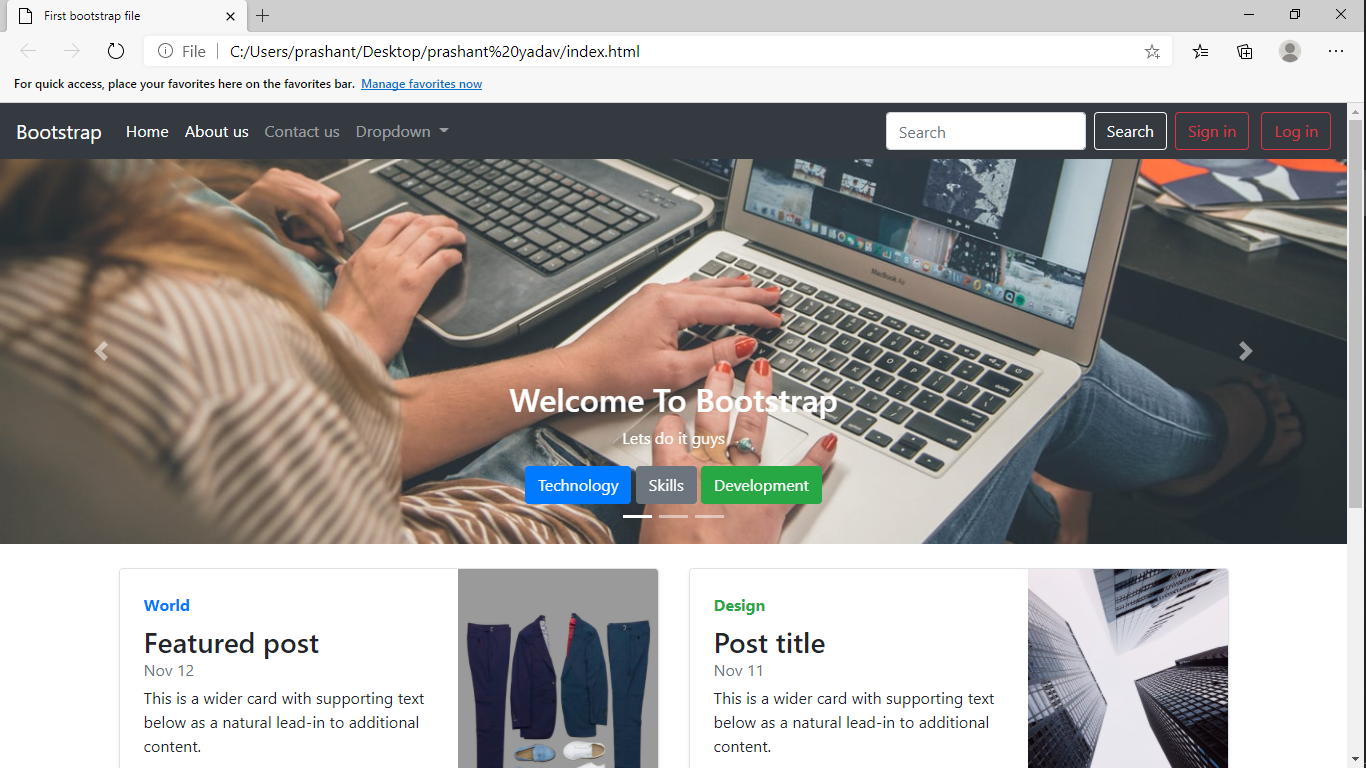 First bootstrap file
File C:/Users/prashant/Desktop/prashant%20yadav/index.html
For quick access, place your favorites here on the favorites bar. Manage favorites now
Bootstrap Home About us Contact us Dropdown Search Search Sign in Log in
MacBook Air
Welcome To Bootstrap
Lets do it guys
Technology Skills Development
World
Featured post
Nov 12
This is a wider card with supporting text
below as a natural lead-in to additional
content.
Design
Post title
Nov 11
This is a wider card with supporting text
below as a natural lead-in to additional
content.